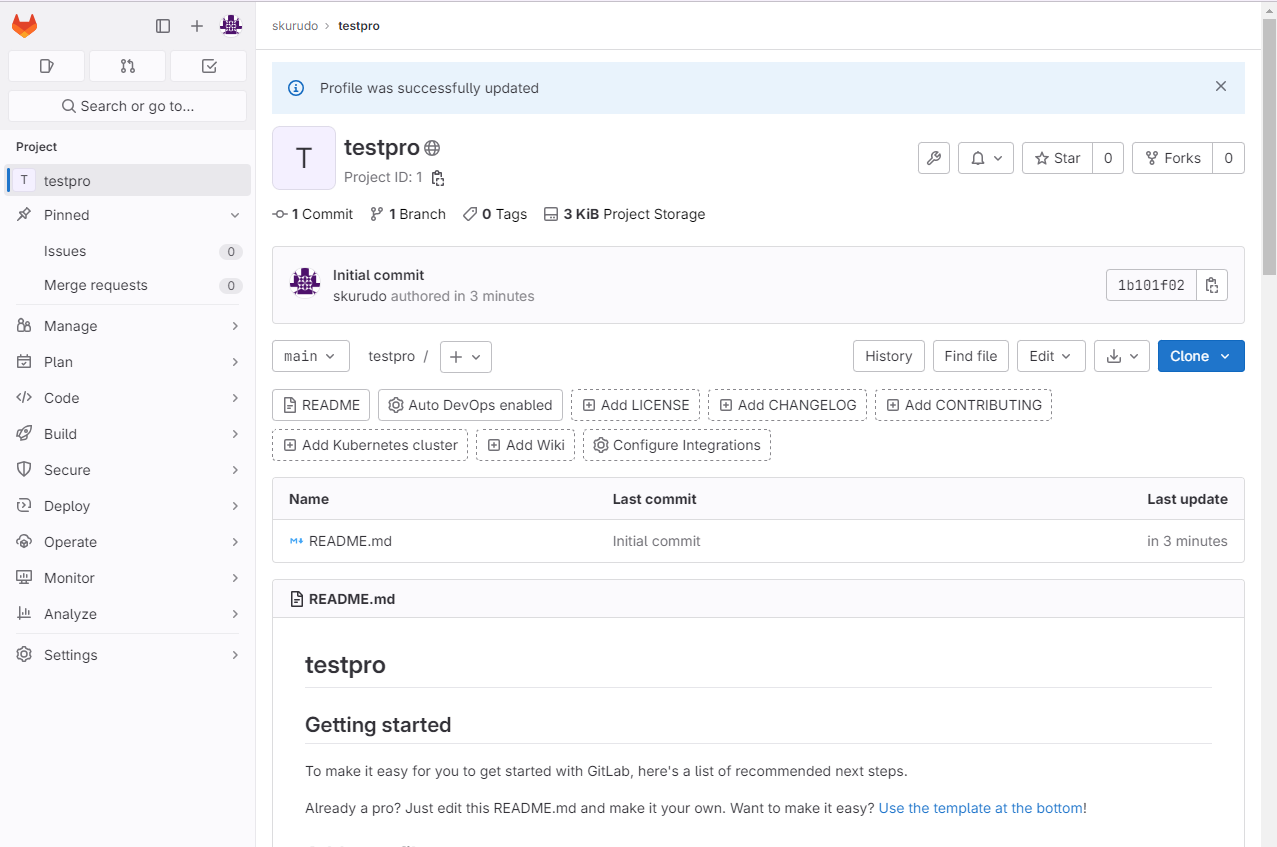 skurudo › testpro
Search or go to...
Project
T testpro
Pinned
Issues 0
Merge requests 0
Manage
Plan
Code
Build
Secure
Deploy
Operate
Monitor
Analyze
Settings
Profile was successfully updated
T
testpro
Project ID: 1
Star 0
Forks 0
1 Commit 1 Branch 0 Tags 3 KiB Project Storage
Initial commit
skurudo authored in 3 minutes
1b101f02
main testpro / +
History Find file Edit Clone
README Auto DevOps enabled Add LICENSE Add CHANGELOG Add CONTRIBUTING
Add Kubernetes cluster Add Wiki Configure Integrations
Name Last commit Last update
README.md Initial commit in 3 minutes
README.md
testpro
Getting started
To make it easy for you to get started with GitLab, here's a list of recommended next steps.
Already a pro? Just edit this README.md and make it your own. Want to make it easy? Use the template at the bottom!